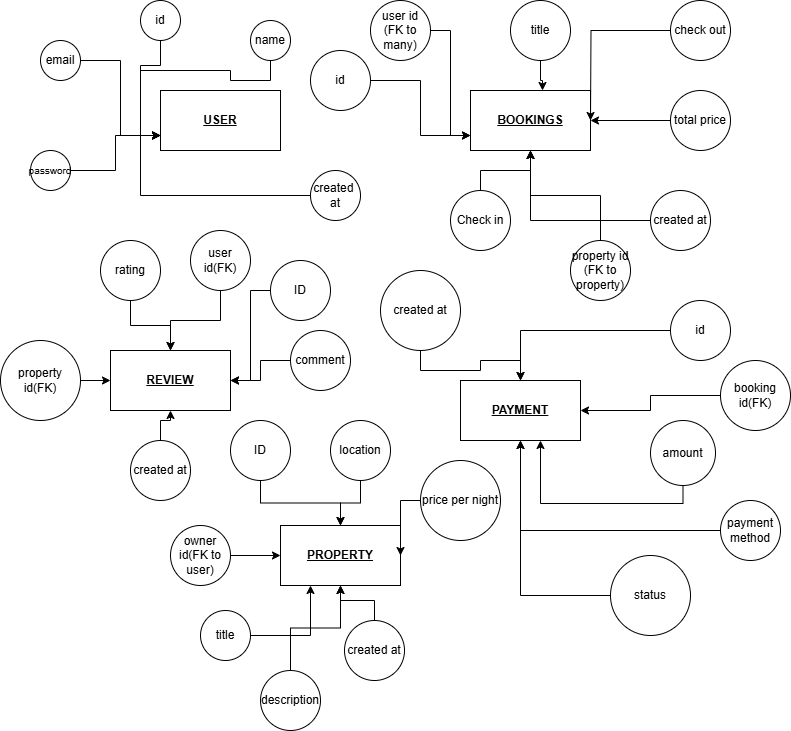 id
name
email
USER
password
created
at
user id
(FK to
many)
title
check out
id
BOOKINGS
total price
Check in
created at
property id
(FK to
property)
rating
user
id(FK)
ID
created at
id
property
id(FK)
REVIEW
comment
PAYMENT
booking
id(FK)
created at
ID
location
amount
price per night
payment
method
owner
id(FK to
user)
PROPERTY
status
title
created at
description